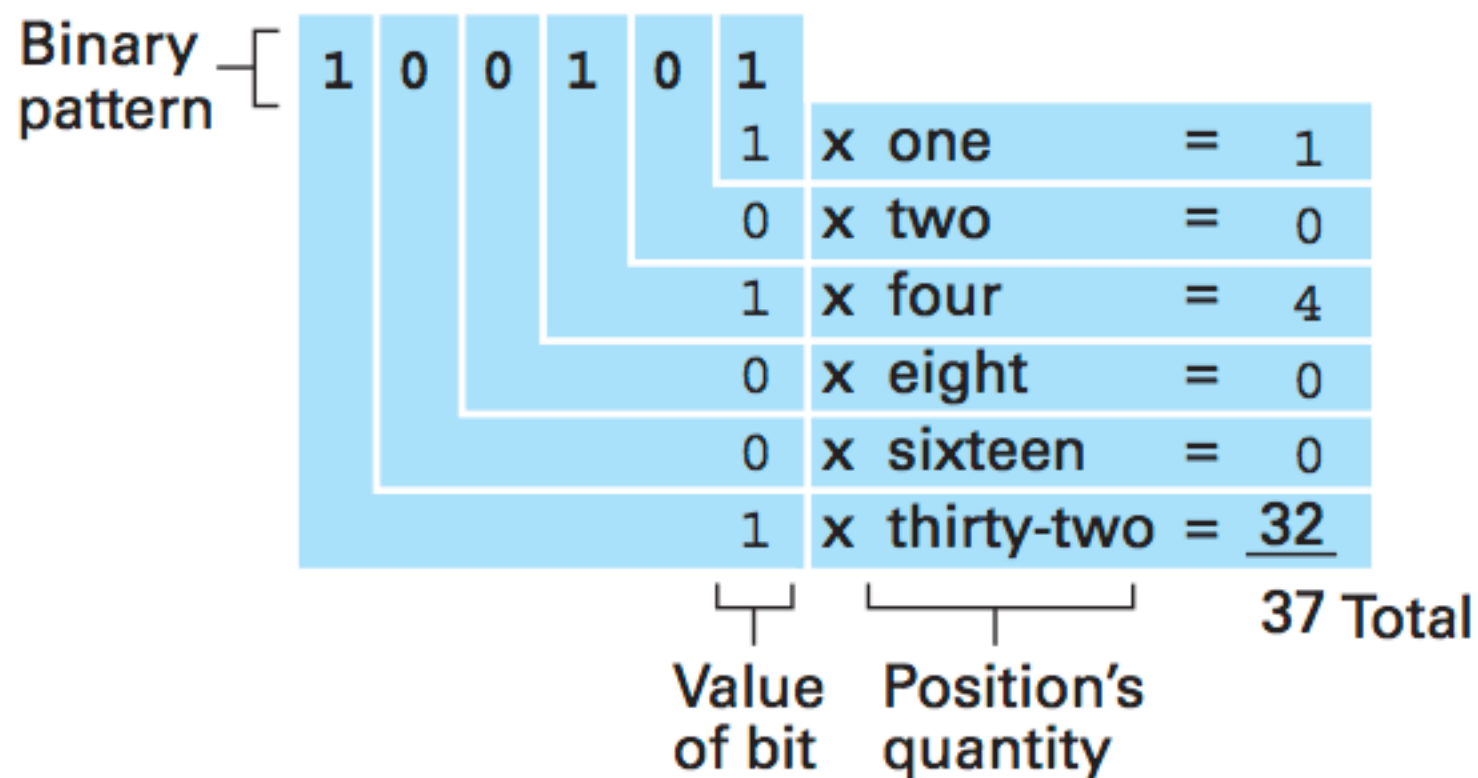 Binary
pattern
1 0 0 1 0 1
1 x one = 1
0 x two = 0
1 x four = 4
0 x eight = 0
0 x sixteen = 0
1 x thirty-two = 32
37 Total
Value
of bit
Position’s
quantity